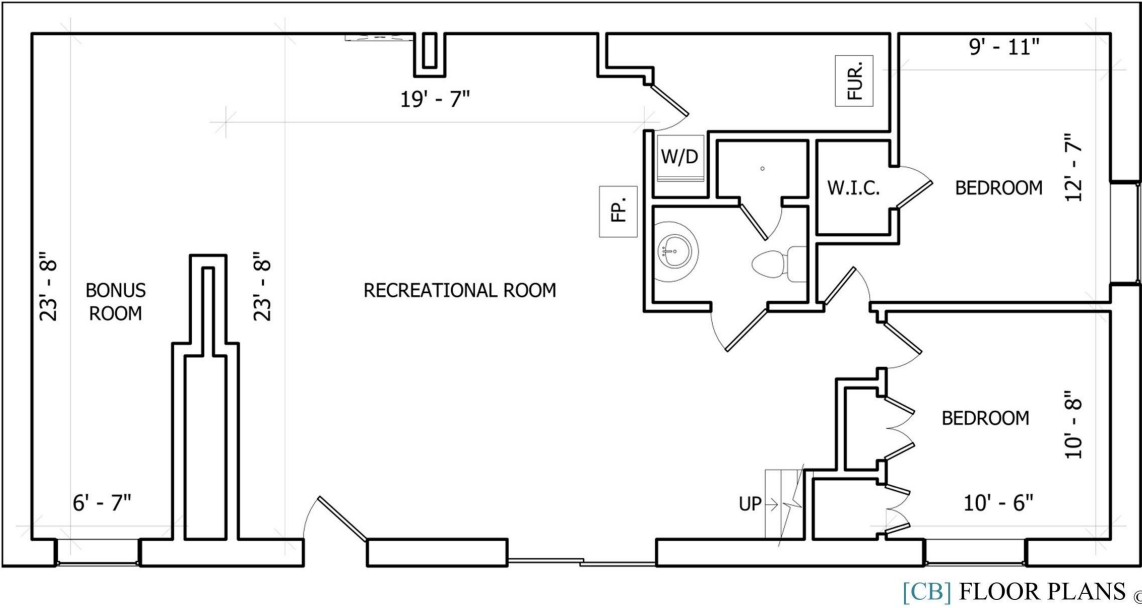 9' - 11"
19' - 7"
FUR.
W/D
12' - 7"
W.I.C.
BEDROOM
FP.
23' - 8"
23' - 8"
BONUS
ROOM
RECREATIONAL ROOM
BEDROOM
10' - 8"
6' - 7"
UP
10' - 6"
[CB] FLOOR PLANS ©